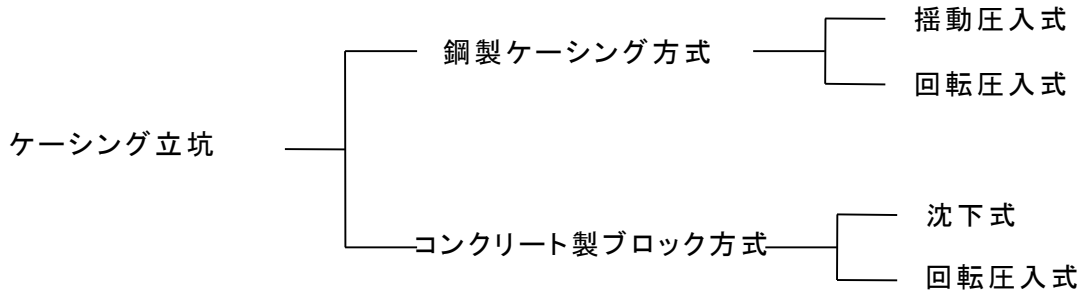 揺動圧入式
鋼製ケーシング方式
回転圧入式
ケーシング立坑
沈下式
コンクリート製ブロック方式
回転圧入式